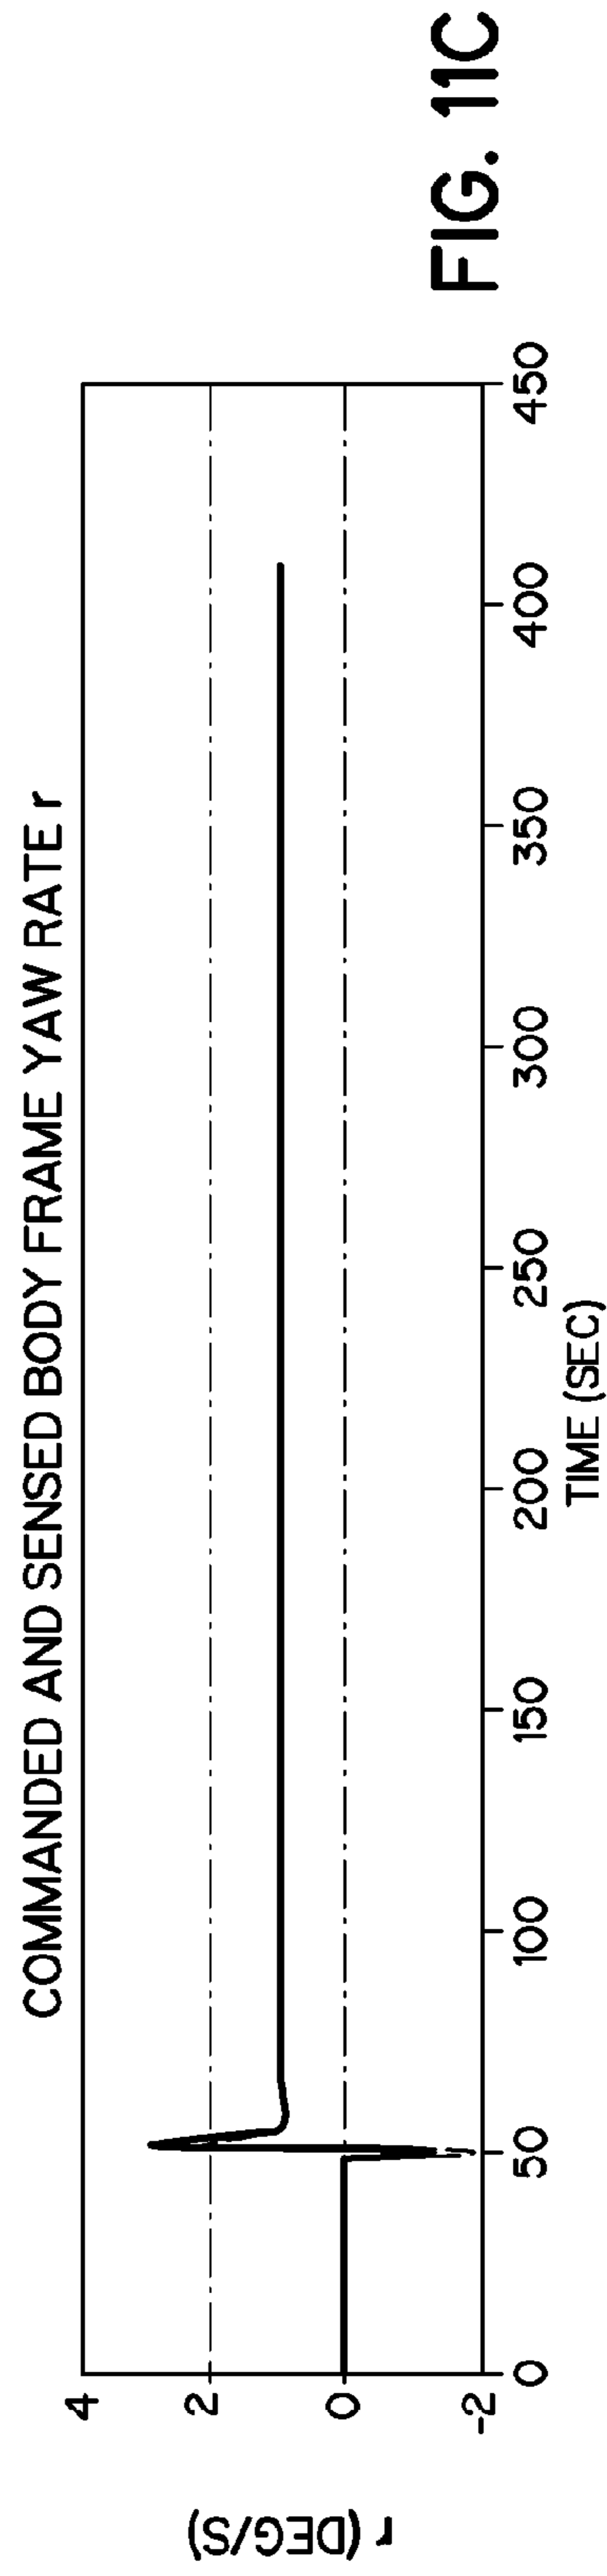 COMMANDED AND SENSED BODY FRAME YAW RATE r
r (DEG/S)
4
2
0
-2
0 50 100 150 200 250 300 350 400 450
TIME (SEC)
FIG. 11C